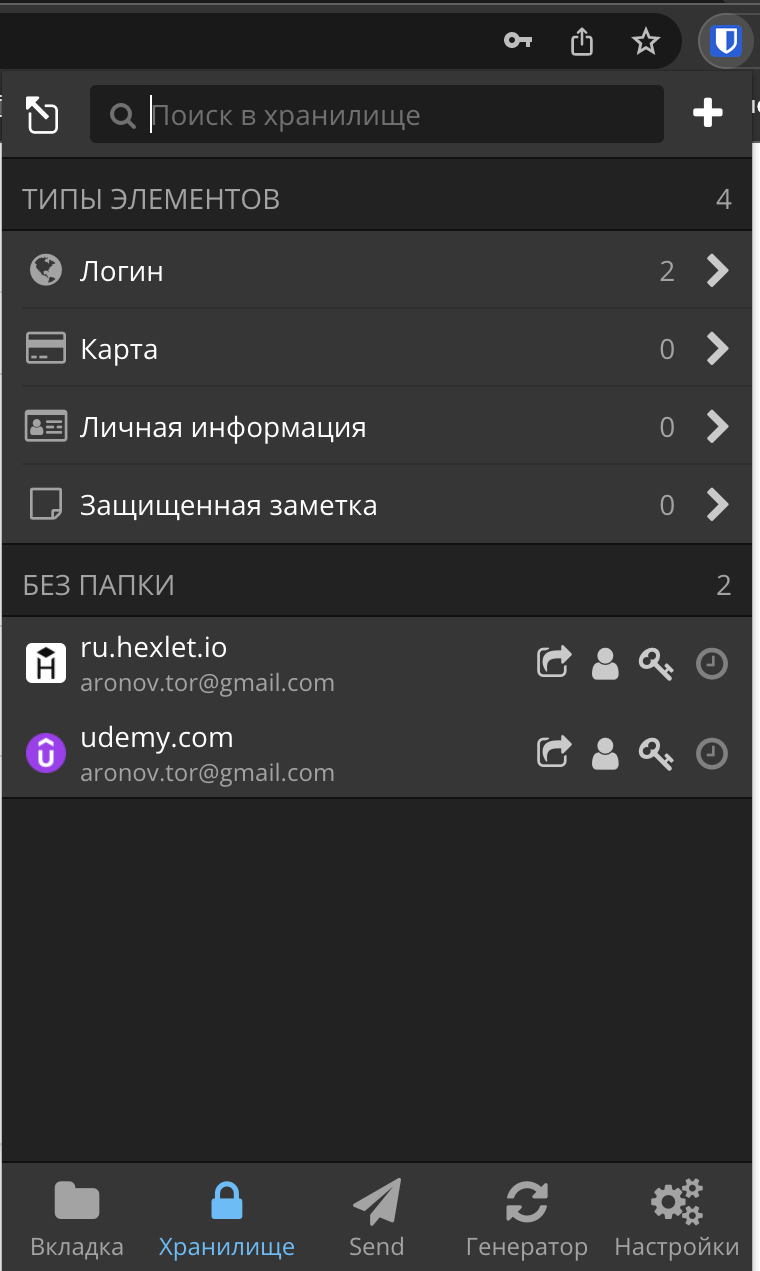 Поиск в хранилище
ТИПЫ ЭЛЕМЕНТОВ 4
Логин 2
Карта 0
Личная информация 0
Защищенная заметка 0
БЕЗ ПАПКИ 2
ru.hexlet.io
aronov.tor@gmail.com
udemy.com
aronov.tor@gmail.com
Вкладка Хранилище Send Генератор Настройки